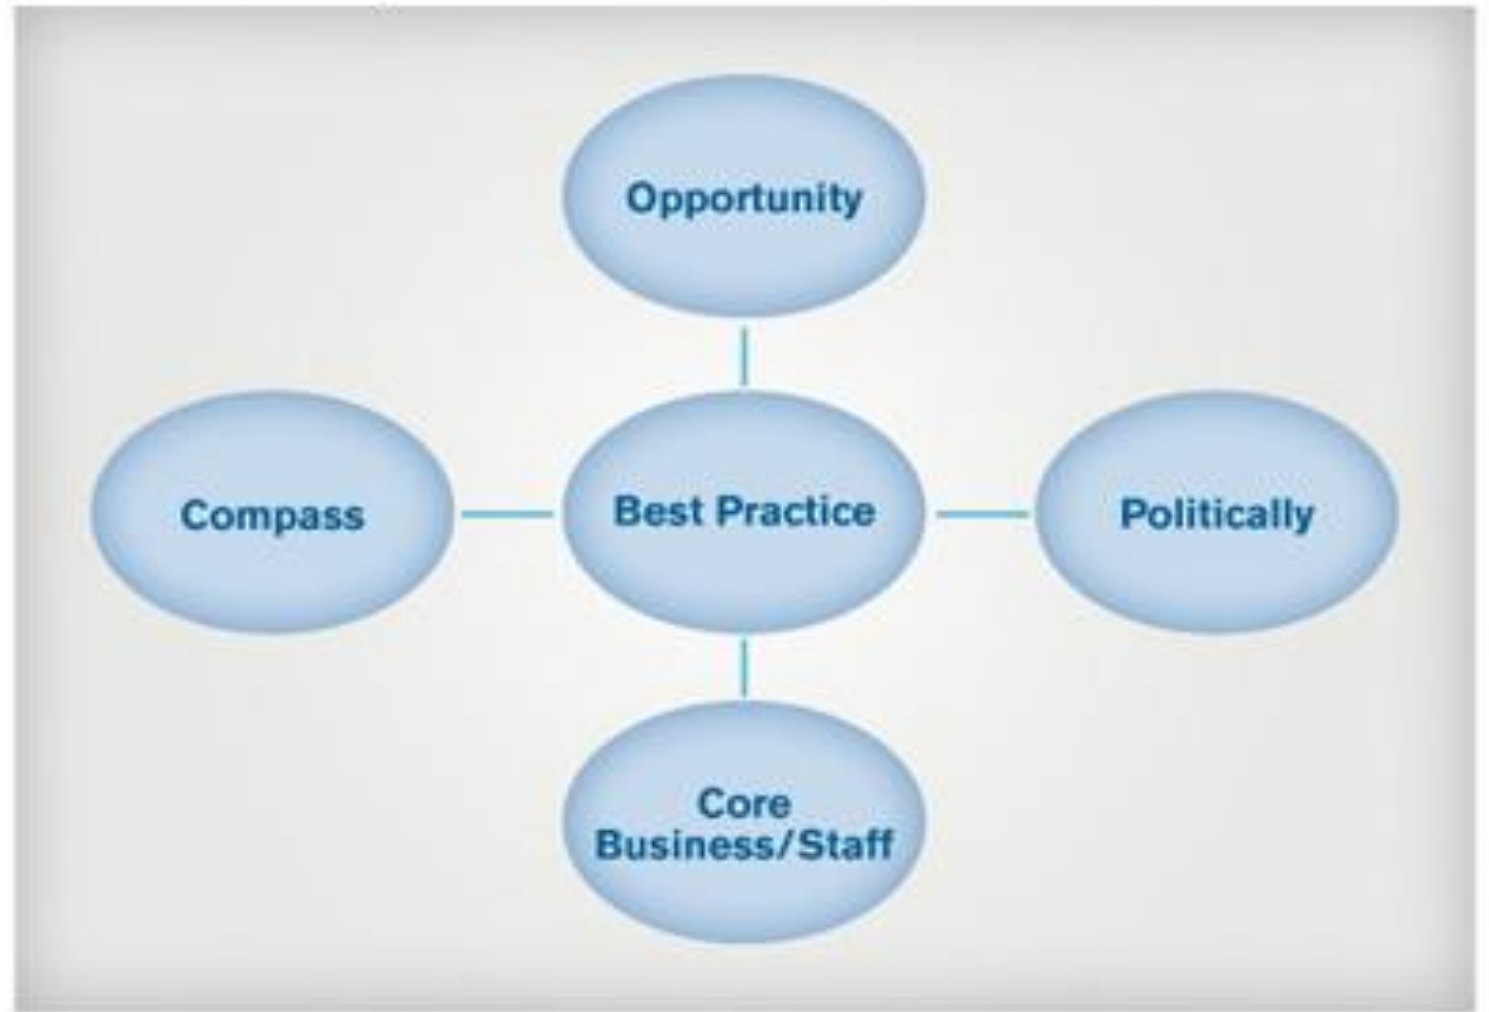 Opportunity
Compass
Best Practice
Politically
Core
Business/Staff